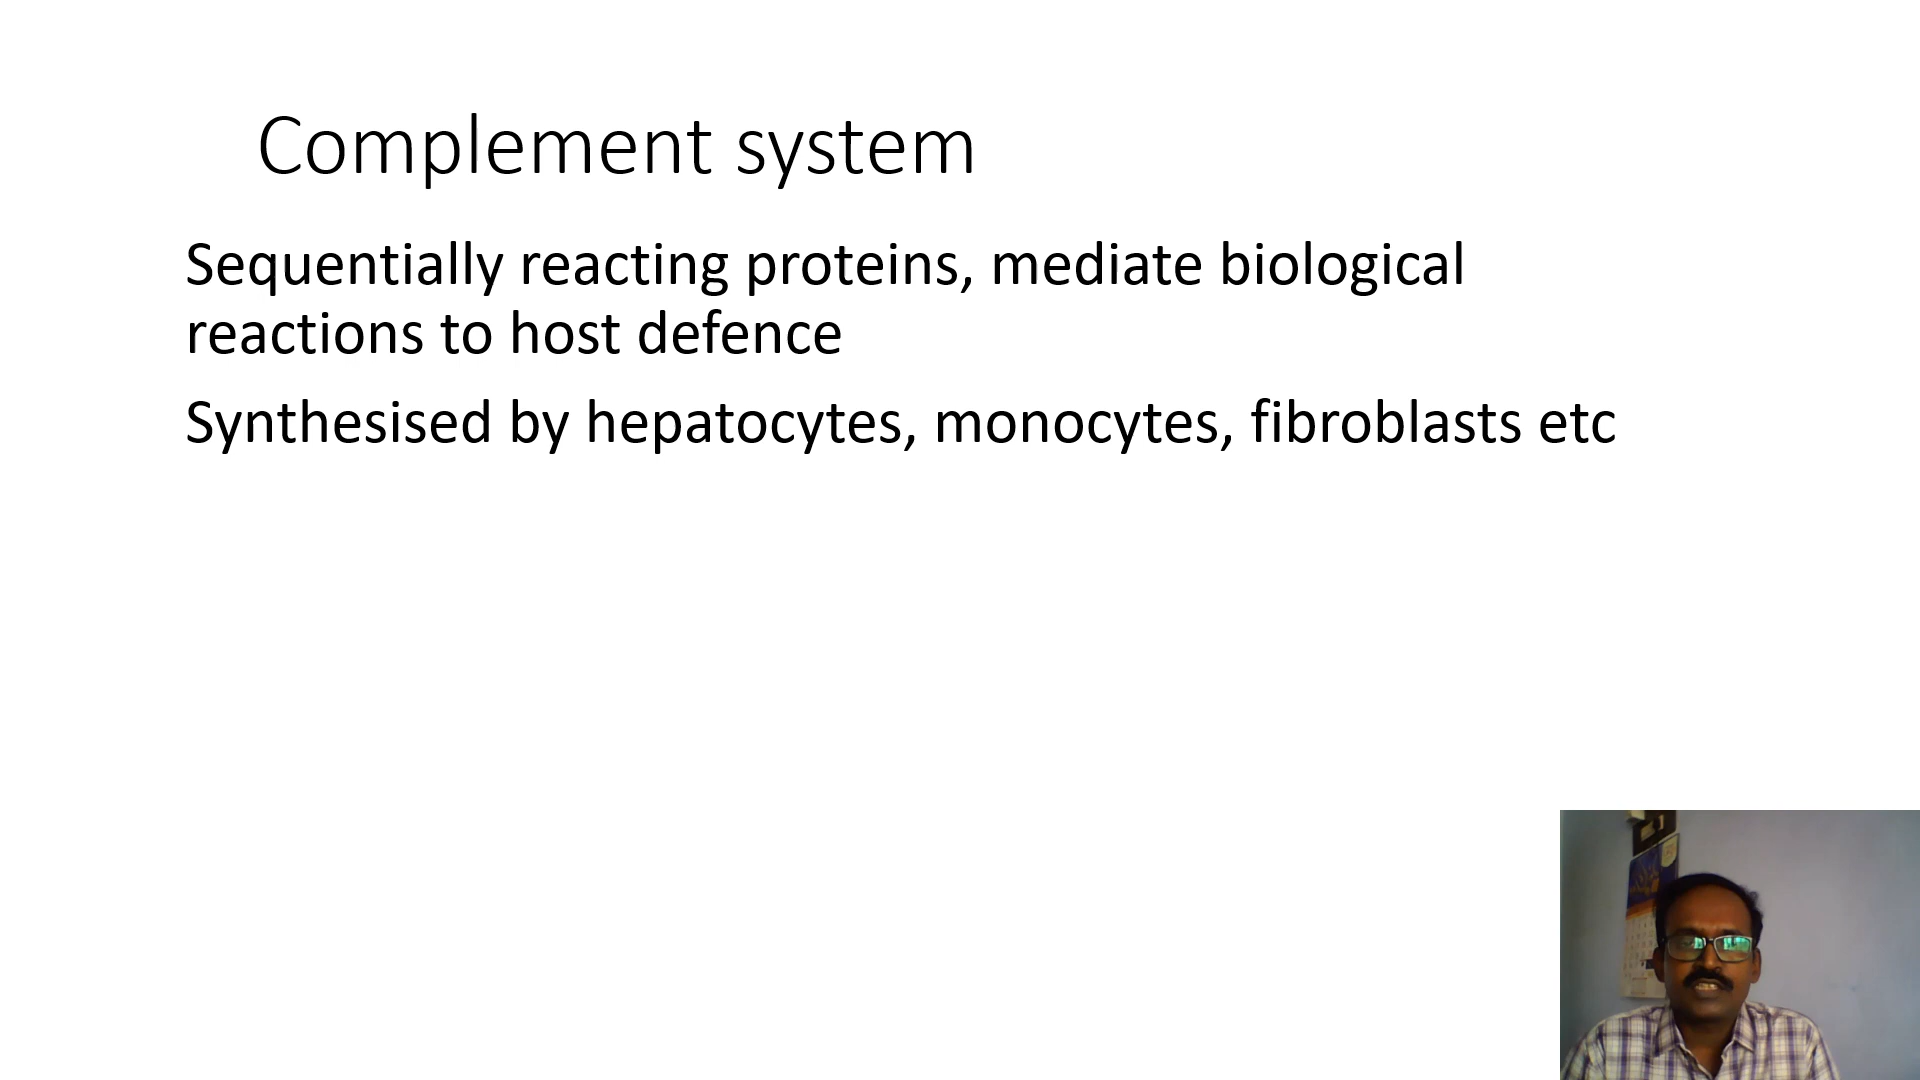 Complement system
Sequentially reacting proteins, mediate biological
reactions to host defence
Synthesised by hepatocytes, monocytes, fibroblasts etc